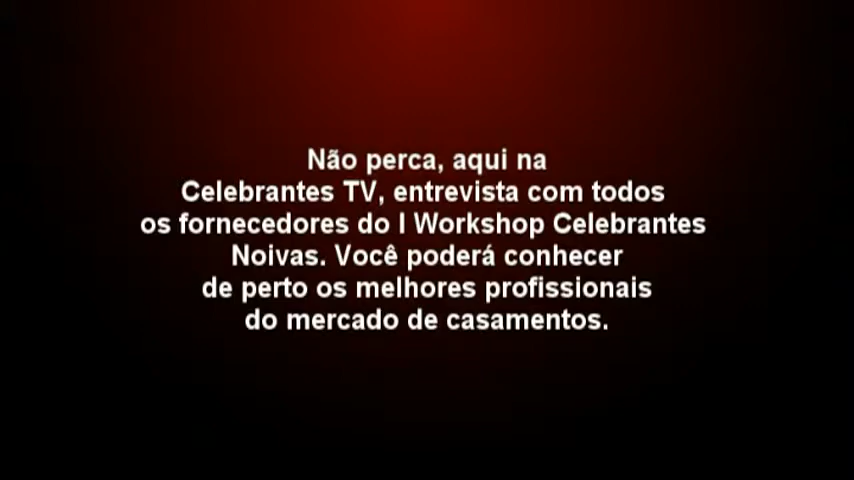 Não perca, aqui na
Celebrantes TV, entrevista com todos
os fornecedores do I Workshop Celebrantes
Noivas. Você poderá conhecer
de perto os melhores profissionais
do mercado de casamentos.